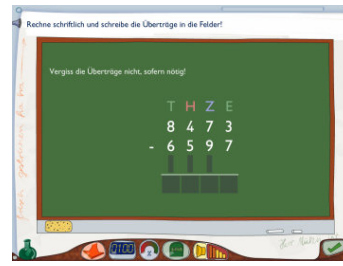 Rechne schriftlich und schreibe die Überträge in die Felder!
Vergiss die Überträge nicht, sofern nötig!
T H Z E
8 4 7 3
- 6 5 9 7